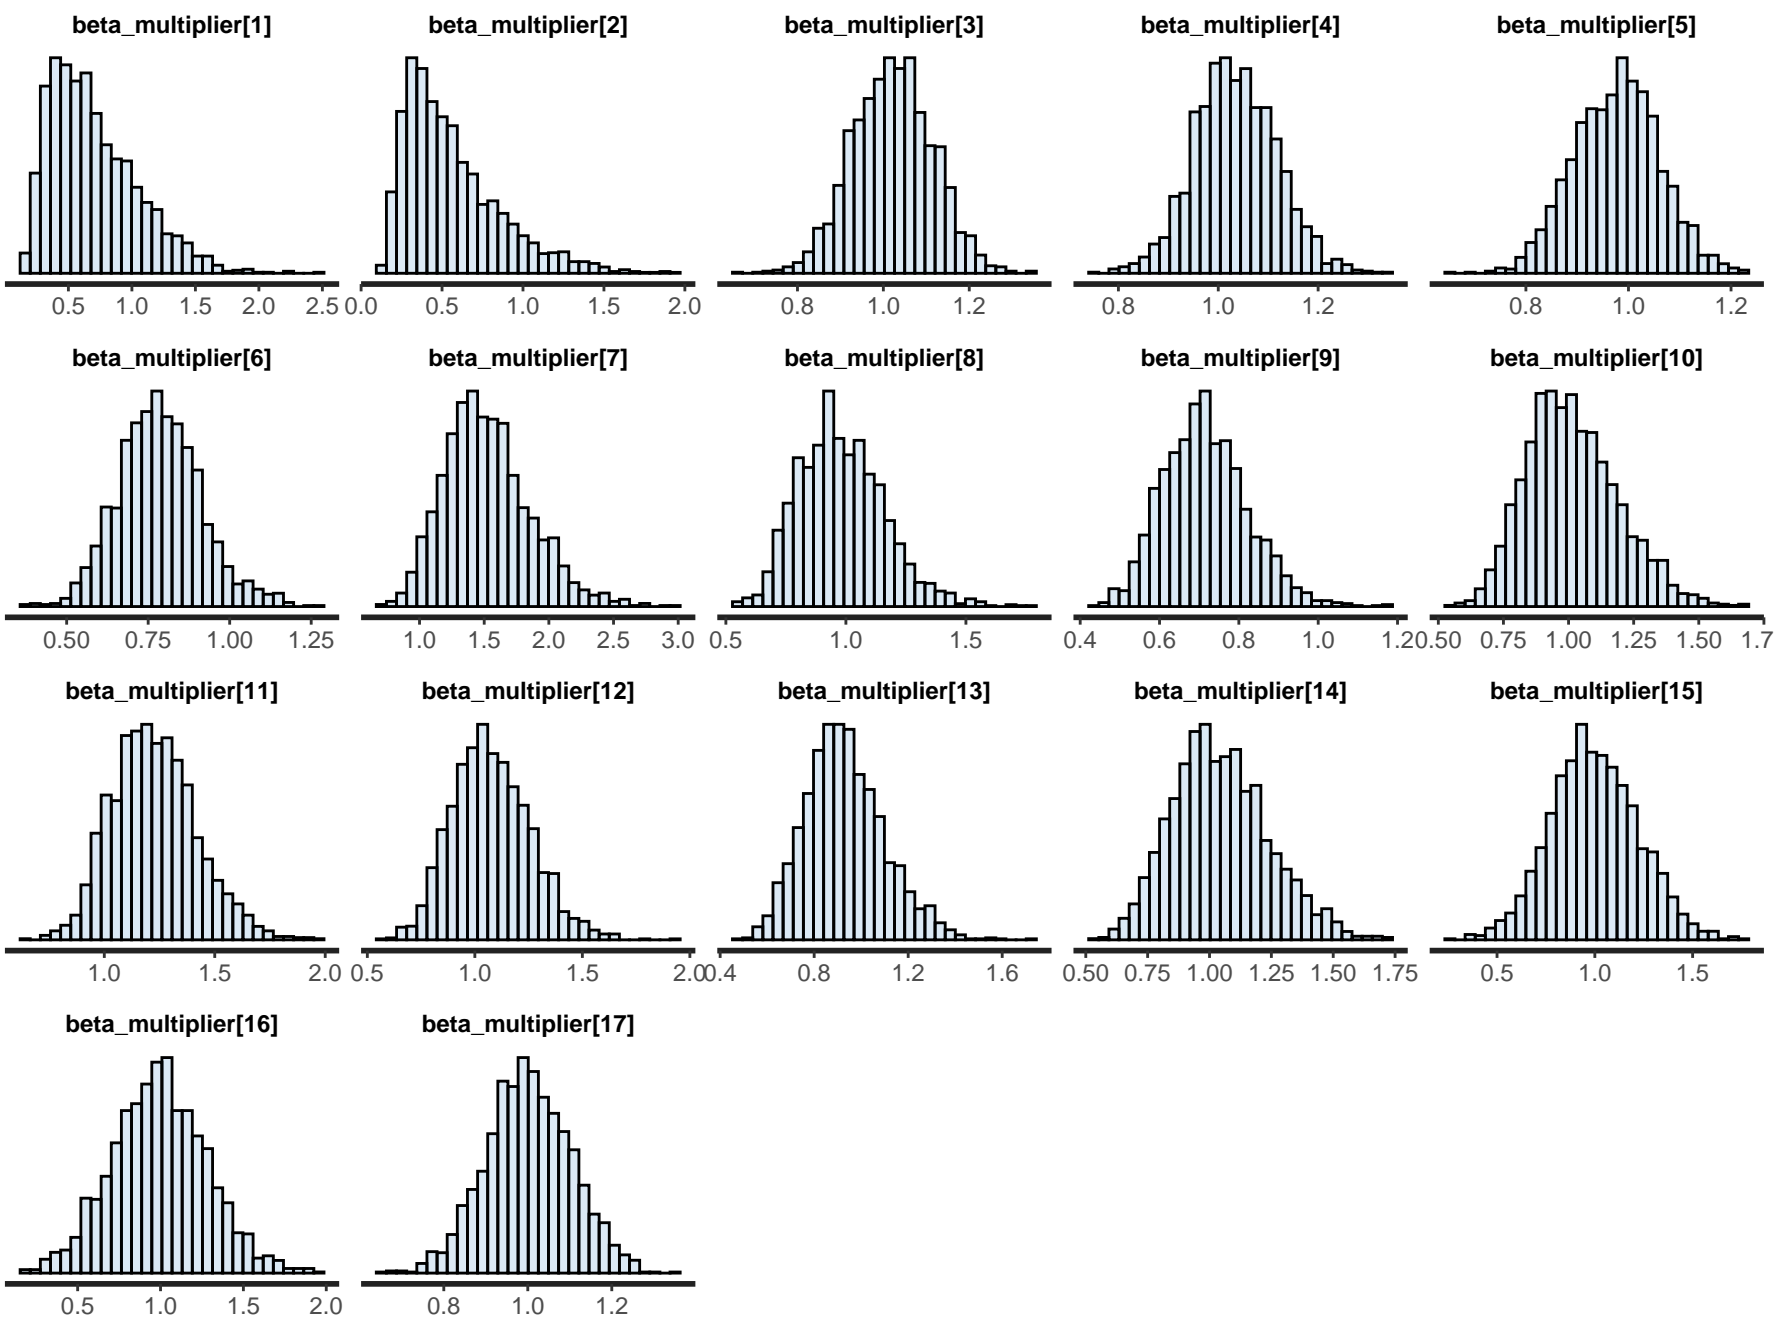 beta_multiplier[1] beta_multiplier[2] beta_multiplier[3] beta_multiplier[4] beta_multiplier[5]
0.5 1.0 1.5 2.0 2.5 0.0 0.5 1.0 2.0 0.8 1.0 1.2 0.8 1.0 1.2 0.8 1.0 1.2
beta_multiplier[6] beta_multiplier[7] beta_multiplier[8] beta_multiplier[9] beta_multiplier[10]
0.50 0.75 1.00 1.25 1.0 1.5 2.0 2.5 3.0 0.5 1.0 1.5 0.4 0.6 0.8 1.0 1.20 0.50 0.75 1.00 1.25 1.50 1.7
beta_multiplier[11] beta_multiplier[12] beta_multiplier[13] beta_multiplier[14] beta_multiplier[15]
1.0 1.5 2.0 0.5 1.0 1.5 2.0 0.4 0.8 1.2 1.6 0.50 0.75 1.00 1.25 1.50 1.75 0.5 1.0 1.5
beta_multiplier[16] beta_multiplier[17]
0.5 1.0 1.5 2.0 0.8 1.0 1.2